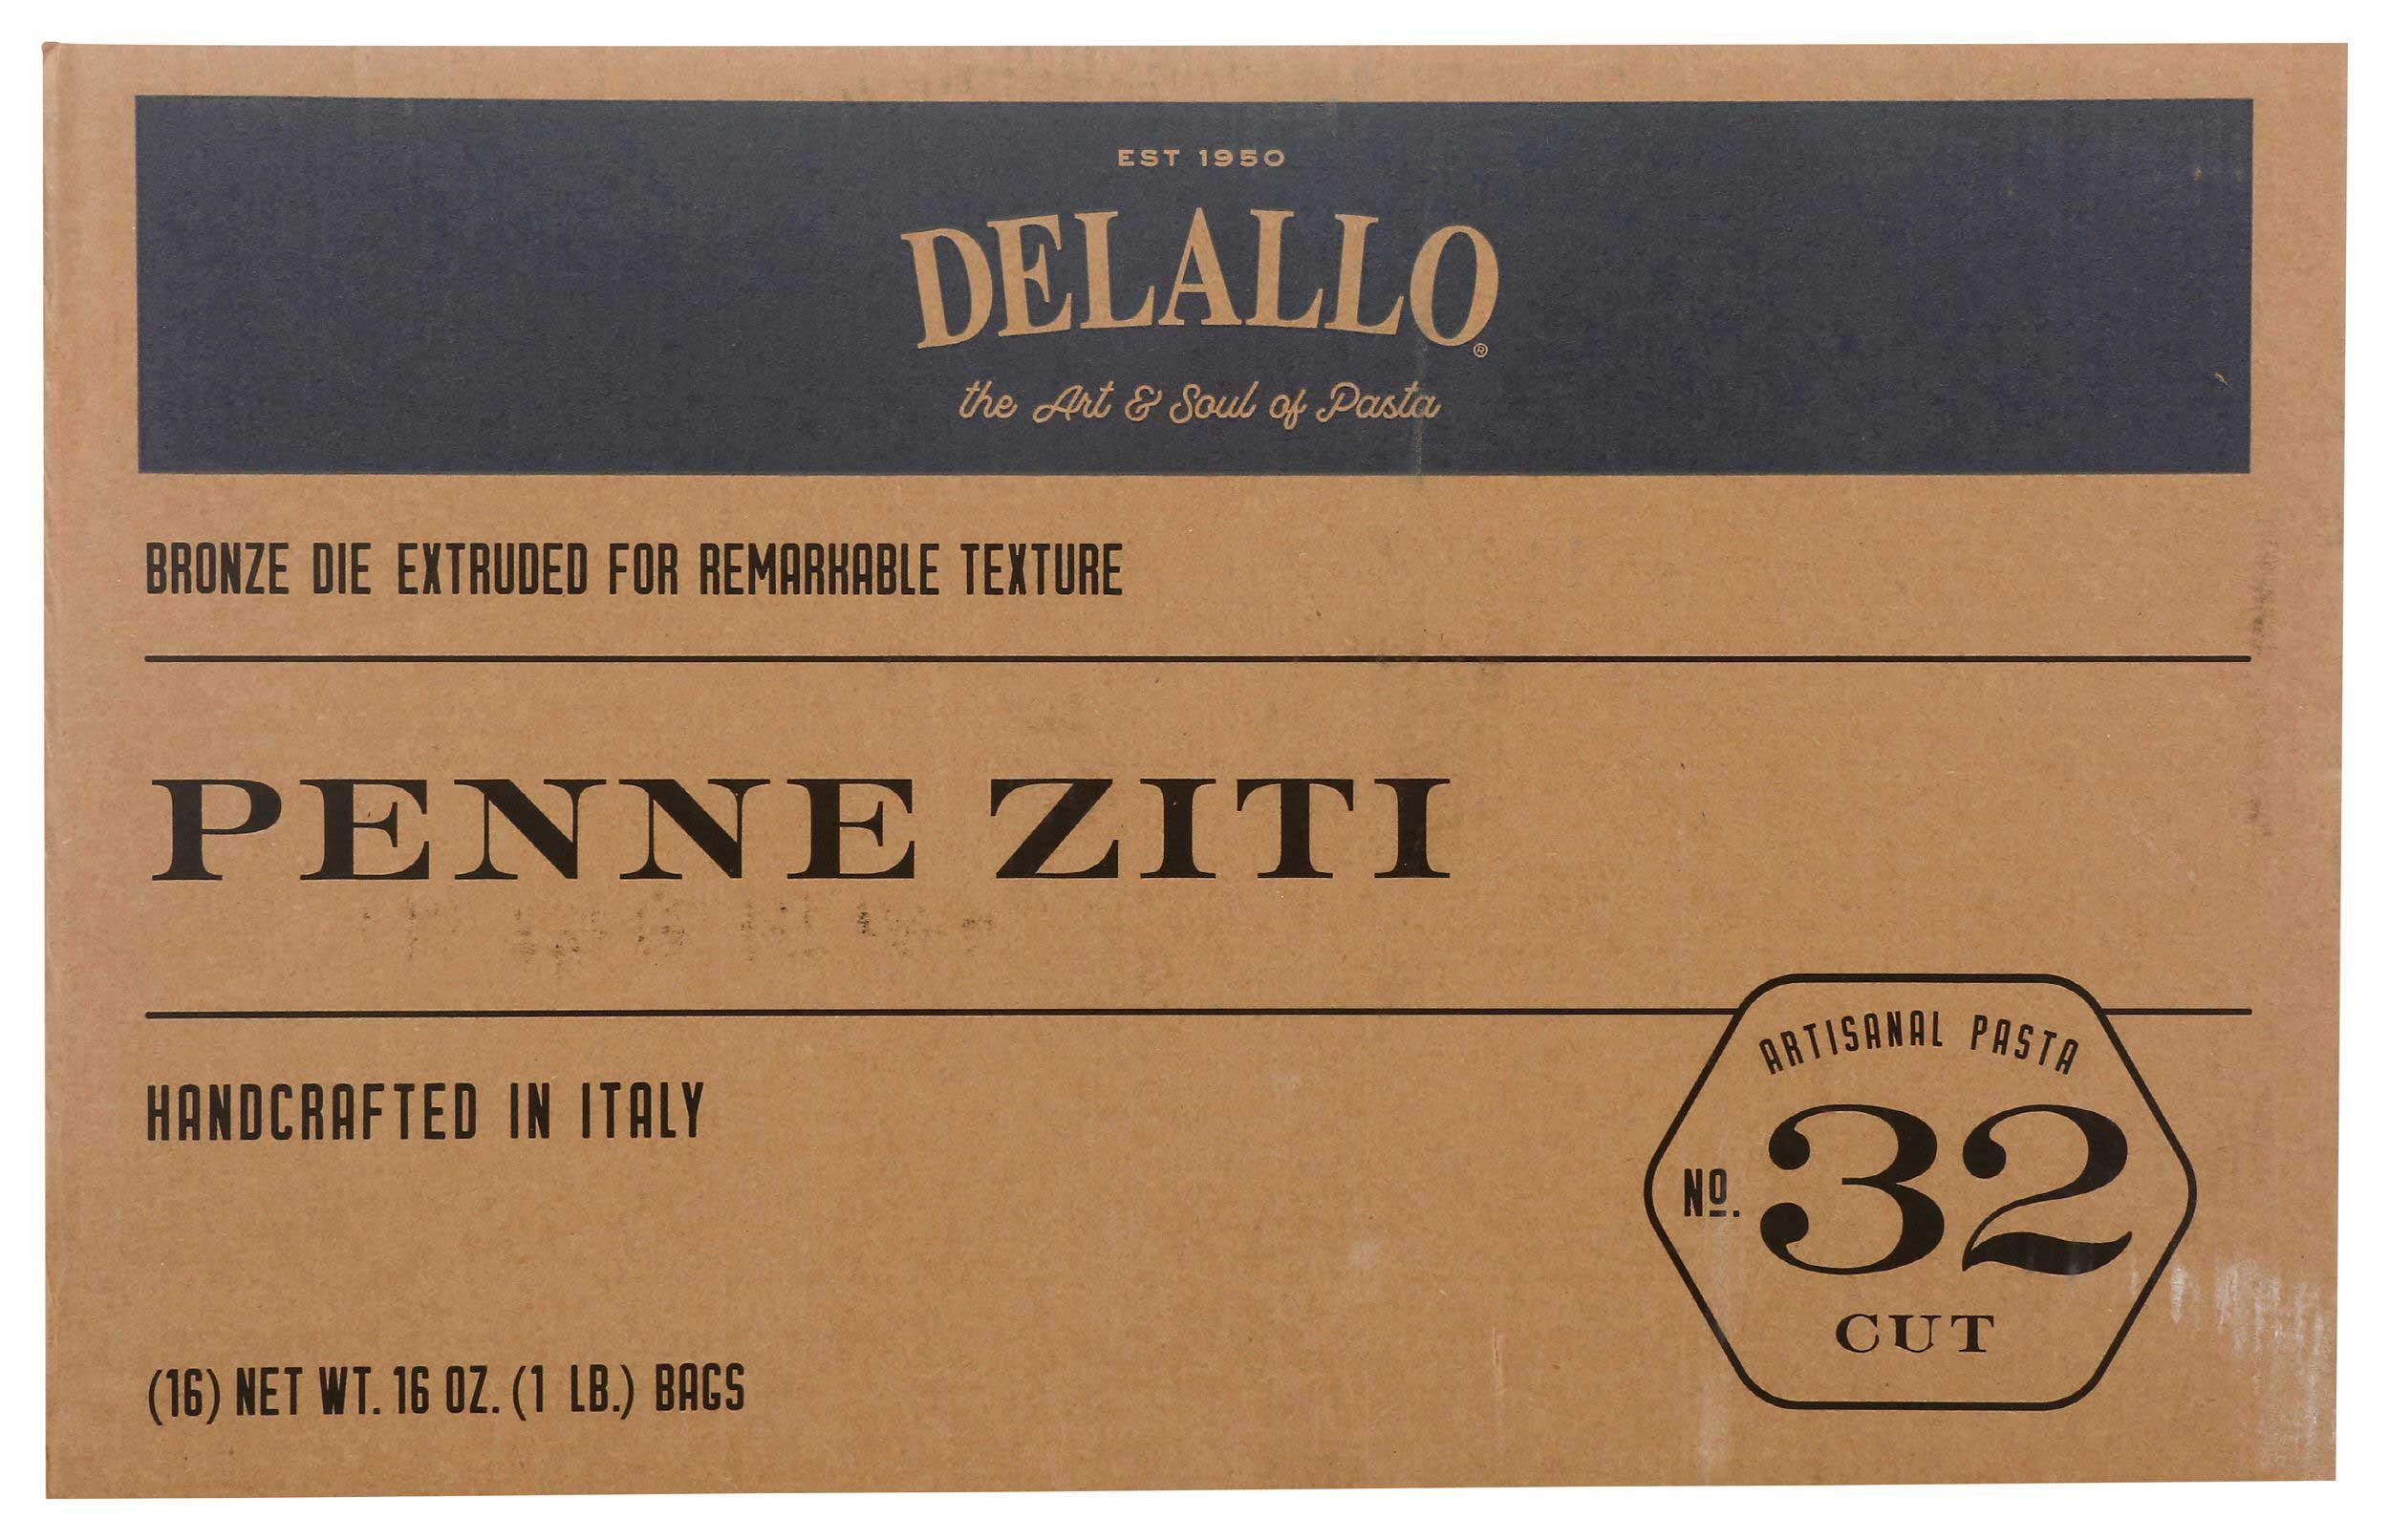 EST 1950
DELALLO®
the Art & Soul of Pasta
BRONZE DIE EXTRUDED FOR REMARKABLE TEXTURE
PENNE ZITI
HANDCRAFTED IN ITALY
ARTISANAL PASTA
Nº. 32
CUT
(16) NET WT. 16 OZ. (1 LB.) BAGS